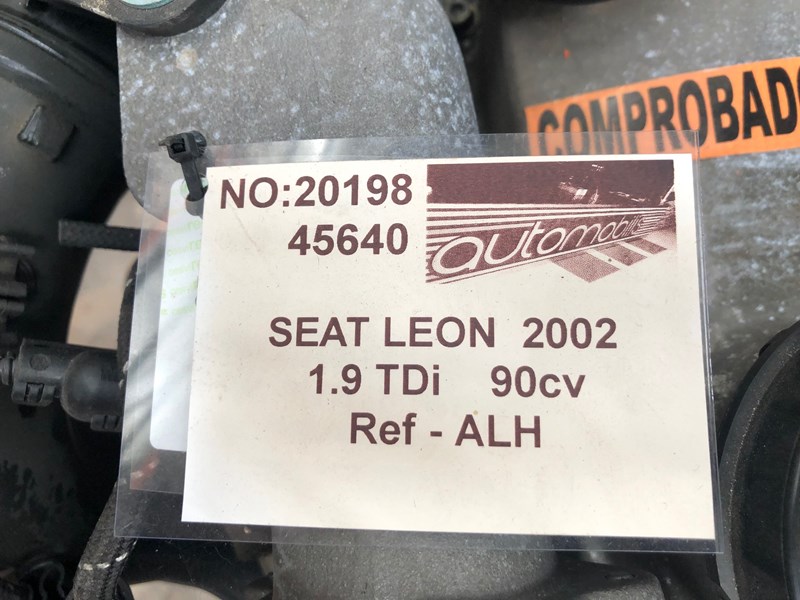 COMPROBADO
NO:20198
45640
automobile
SEAT LEON 2002
1.9 TDi 90cv
Ref - ALH